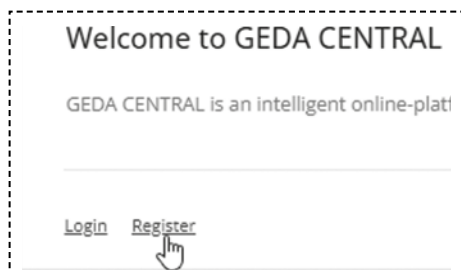 Welcome to GEDA CENTRAL
GEDA CENTRAL is an intelligent online-platf
Login Register